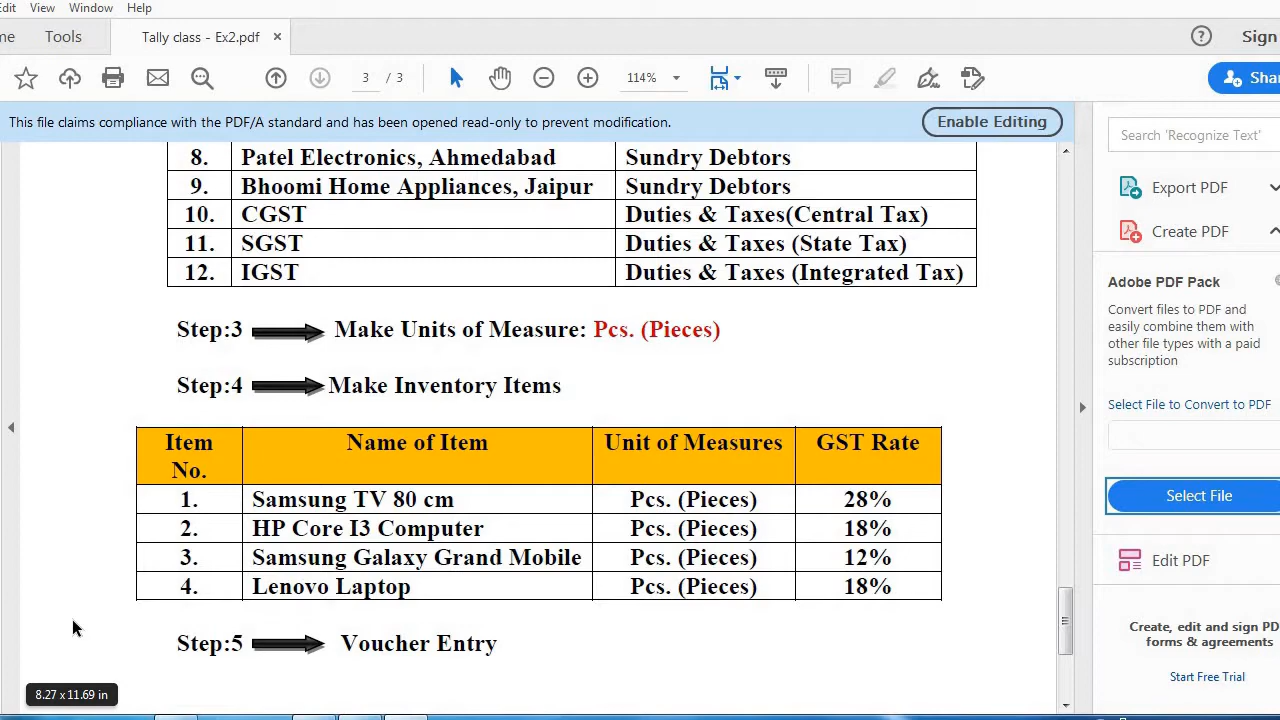 Edit View Window Help
me Tools Tally class - Ex2.pdf × ? Sign
3 / 3 114% Shar
This file claims compliance with the PDF/A standard and has been opened read-only to prevent modification. Enable Editing
Search 'Recognize Text'
Export PDF
Create PDF
Adobe PDF Pack
Convert files to PDF and
easily combine them with
other file types with a paid
subscription
Select File to Convert to PDF
Select File
Edit PDF
Create, edit and sign PD
forms & agreements
Start Free Trial
8. Patel Electronics, Ahmedabad Sundry Debtors
9. Bhoomi Home Appliances, Jaipur Sundry Debtors
10. CGST Duties & Taxes(Central Tax)
11. SGST Duties & Taxes (State Tax)
12. IGST Duties & Taxes (Integrated Tax)
Step:3 Make Units of Measure: Pcs. (Pieces)
Step:4 Make Inventory Items
Item No. Name of Item Unit of Measures GST Rate
1. Samsung TV 80 cm Pcs. (Pieces) 28%
2. HP Core I3 Computer Pcs. (Pieces) 18%
3. Samsung Galaxy Grand Mobile Pcs. (Pieces) 12%
4. Lenovo Laptop Pcs. (Pieces) 18%
Step:5 Voucher Entry
8.27 x 11.69 in